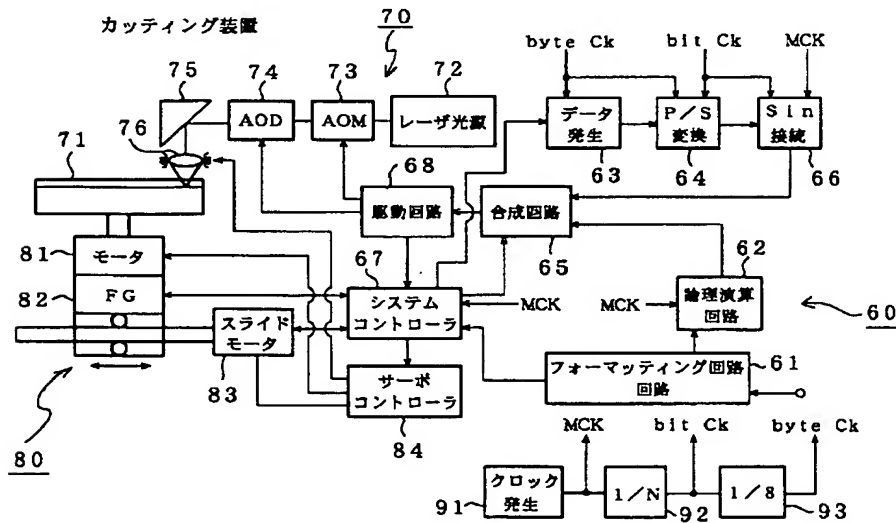 カッティング装置
70
byte Ck
bit Ck
MCK
75
74
73
72
AOD
AOM
レーザ光源
データ
発生
P/S
変換
Sin
接続
76
71
63
64
66
68
駆動回路
合成回路
65
62
81
モータ
67
論理演算
回路
MCK
60
82
FG
システム
コントローラ
MCK
スライド
モータ
フォーマッティング回路
回路
61
83
サーボ
コントローラ
84
80
MCK
bit Ck
byte Ck
91
クロック
発生
1/N
92
1/8
93